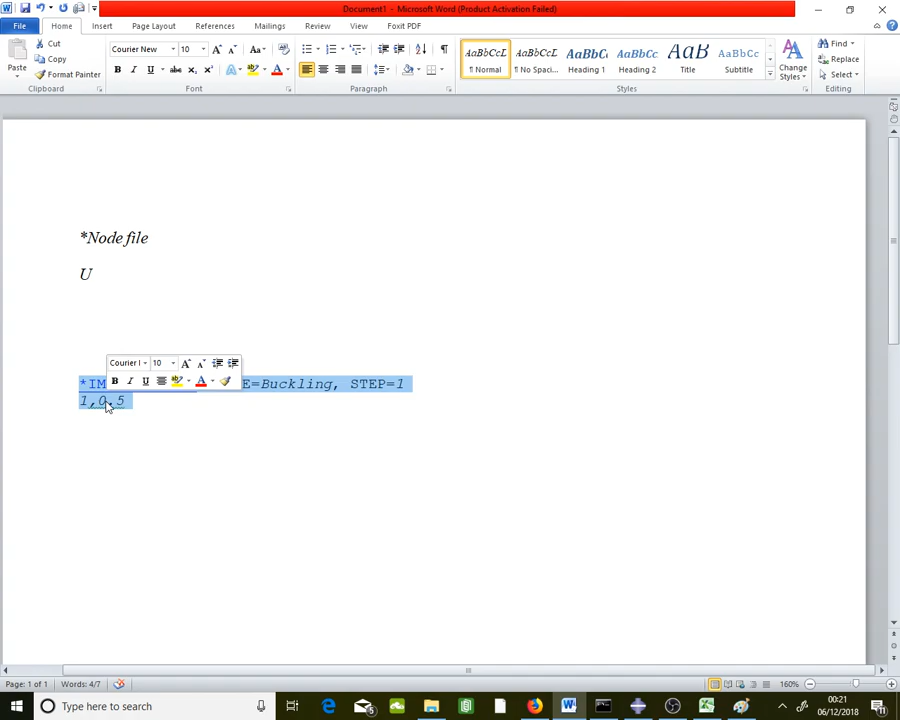 Document1 - Microsoft Word (Product Activation Failed)
File Home Insert Page Layout References Mailings Review View Foxit PDF
Paste
Cut
Copy
Format Painter
Clipboard
Courier New 10
Font
Paragraph
AaBbCcL AaBbCcL AaBbCc AaBbCc AaB AaBbCc
¶ Normal ¶ No Spaci... Heading 1 Heading 2 Title Subtitle
Change Styles
Styles
Find
Replace
Select
Editing
*Node file
U
Courier 10
*IM E=Buckling, STEP=1
1,0.5
Page: 1 of 1 Words: 4/7 160%
Type here to search
00:21
06/12/2018